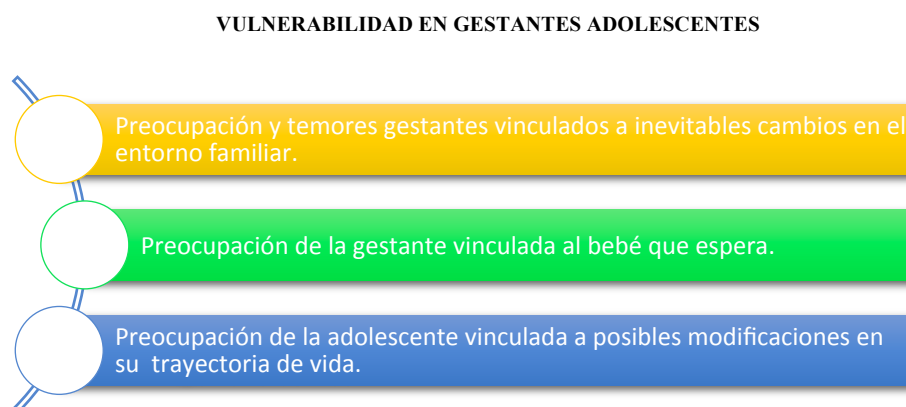 VULNERABILIDAD EN GESTANTES ADOLESCENTES
Preocupación y temores gestantes vinculados a inevitables cambios en el
entorno familiar.
Preocupación de la gestante vinculada al bebé que espera.
Preocupación de la adolescente vinculada a posibles modificaciones en
su trayectoria de vida.